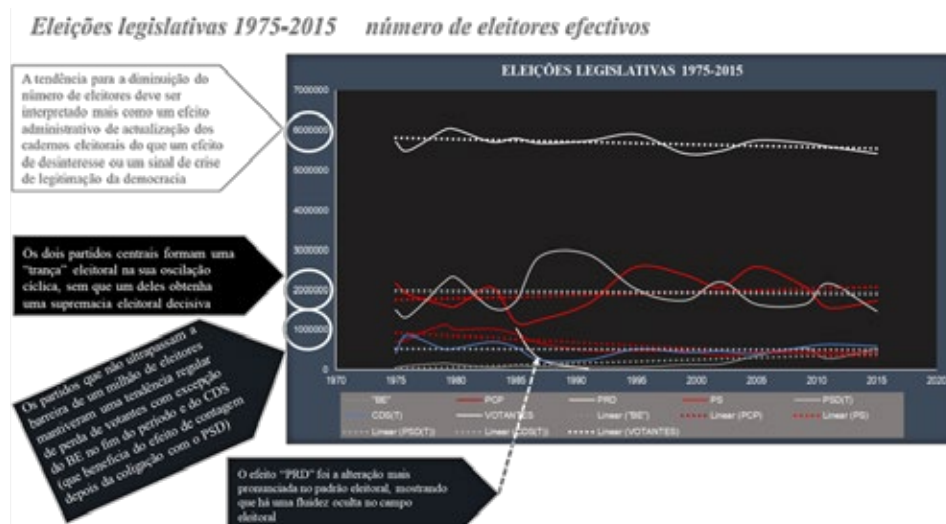 Eleições legislativas 1975-2015 número de eleitores efectivos
A tendência para a diminuição do
número de eleitores deve ser
interpretado mais como um efeito
administrativo de actualização dos
cadernos eleitorais do que um efeito
de desinteresse ou um sinal de crise
de legitimação da democracia
Os dois partidos centrais formam uma
"trança" eleitoral na sua oscilação
cíclica, sem que um deles obtenha
uma supremacia eleitoral decisiva
Os partidos que não ultrapassam a
barreira de um milhão de eleitores
mantiveram uma tendência regular
de perda de votantes com excepção
do BE no fim do período e do CDS
(que beneficia do efeito de contagem
depois da coligação com o PSD)
O efeito "PRD" foi a alteração mais
pronunciada no padrão eleitoral, mostrando
que há uma fluidez oculta no campo
eleitoral
ELEIÇÕES LEGISLATIVAS 1975-2015
7000000
6000000
5000000
4000000
3000000
2000000
1000000
0
1970 1975 1980 1985 1990 1995 2000 2005 2010 2015 2020
"BE" PCP PRD PS PSD(T)
CDS(T) VOTANTES Linear ("BE") Linear (PCP) Linear (PS)
Linear (PSD(T)) Linear (CDS(T)) Linear (VOTANTES)